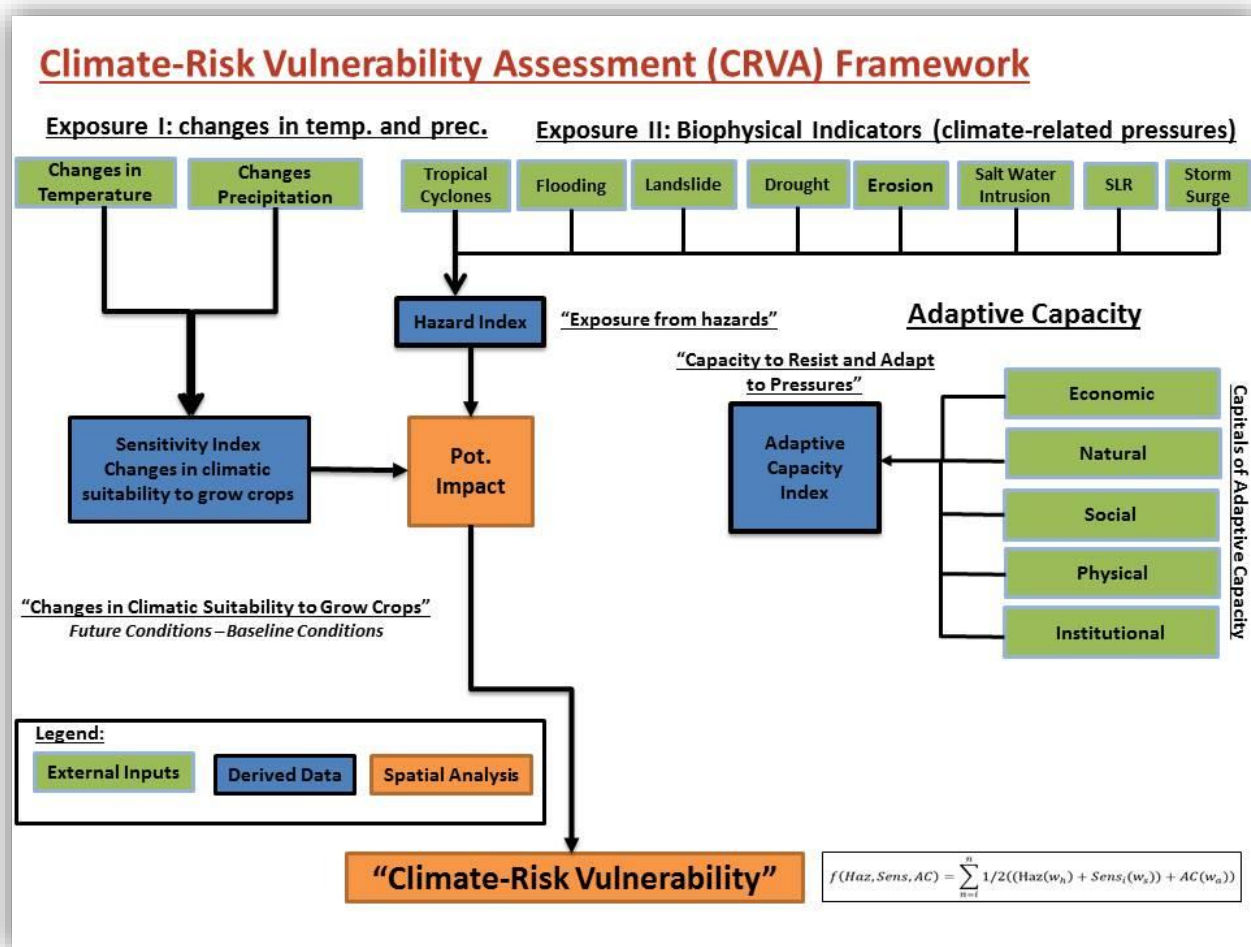 Climate-Risk Vulnerability Assessment (CRVA) Framework
Exposure I: changes in temp. and prec.
Exposure II: Biophysical Indicators (climate-related pressures)
Changes in
Temperature
Changes
Precipitation
Tropical
Cyclones
Flooding
Landslide
Drought
Erosion
Salt Water
Intrusion
SLR
Storm
Surge
Hazard Index
“Exposure from hazards”
Adaptive Capacity
“Capacity to Resist and Adapt
to Pressures”
Sensitivity Index
Changes in climatic
suitability to grow crops
Pot.
Impact
Adaptive
Capacity
Index
Economic
Natural
Social
Physical
Institutional
Capitals of Adaptive Capacity
“Changes in Climatic Suitability to Grow Crops”
Future Conditions – Baseline Conditions
Legend:
External Inputs
Derived Data
Spatial Analysis
“Climate-Risk Vulnerability”
f(Haz, Sens, AC) = ∑ n n=i 1/2((Haz(w_h) + Sens_i(w_s)) + AC(w_a))